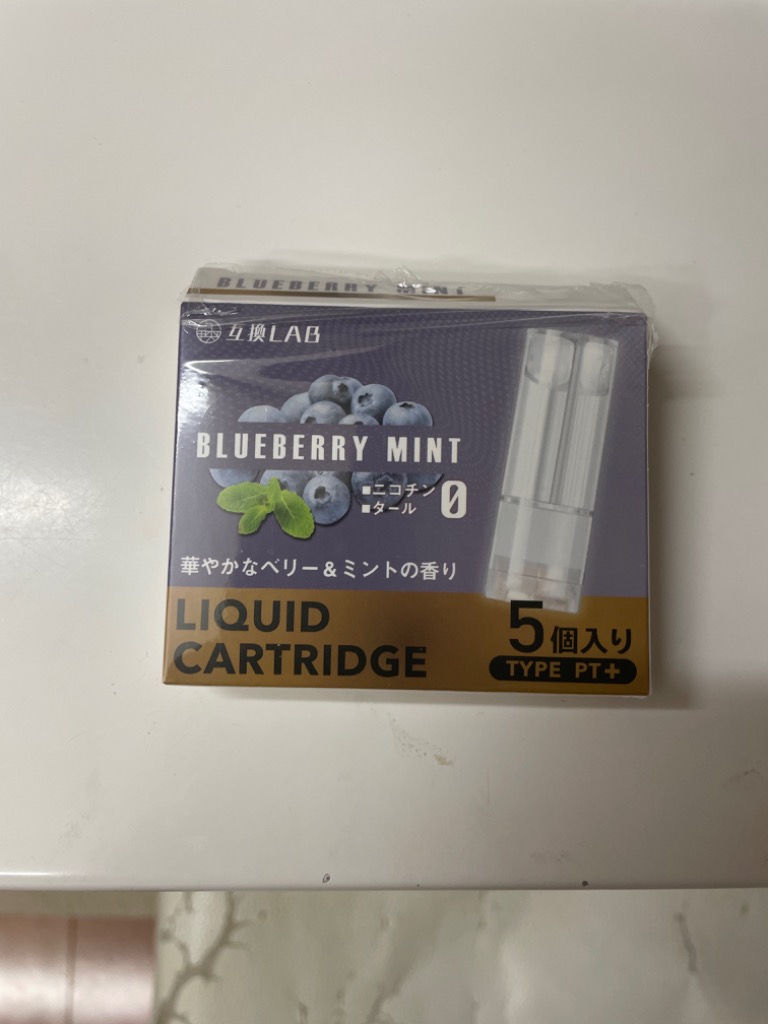 BLUEBERRY MINT
互換LAB
BLUEBERRY MINT
■ニコチン
■タール
0
華やかなベリー&ミントの香り
LIQUID
CARTRIDGE
5個入り
TYPE PT+